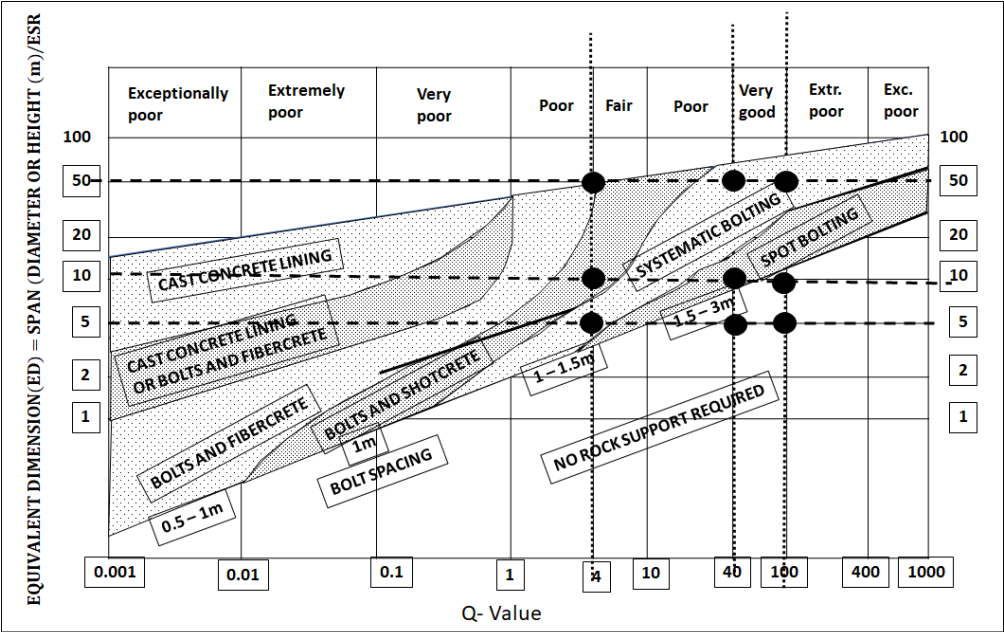 EQUIVALENT DIMENSION(ED) = SPAN (DIAMETER OR HEIGHT (m)/ESR
Exceptionally
poor
Extremely
poor
Very
poor
Poor
Fair
Poor
Very
good
Extr.
poor
Exc.
poor
100
100
50
50
20
20
10
10
5
5
2
2
1
1
CAST CONCRETE LINING
CAST CONCRETE LINING
OR BOLTS AND FIBERCRETE
BOLTS AND FIBERCRETE
BOLTS AND SHOTCRETE
SYSTEMATIC BOLTING
SPOT BOLTING
1.5 – 3m
1 – 1.5m
1m
BOLT SPACING
0.5 – 1m
NO ROCK SUPPORT REQUIRED
0.001
0.01
0.1
1
4
10
40
100
400
1000
Q- Value